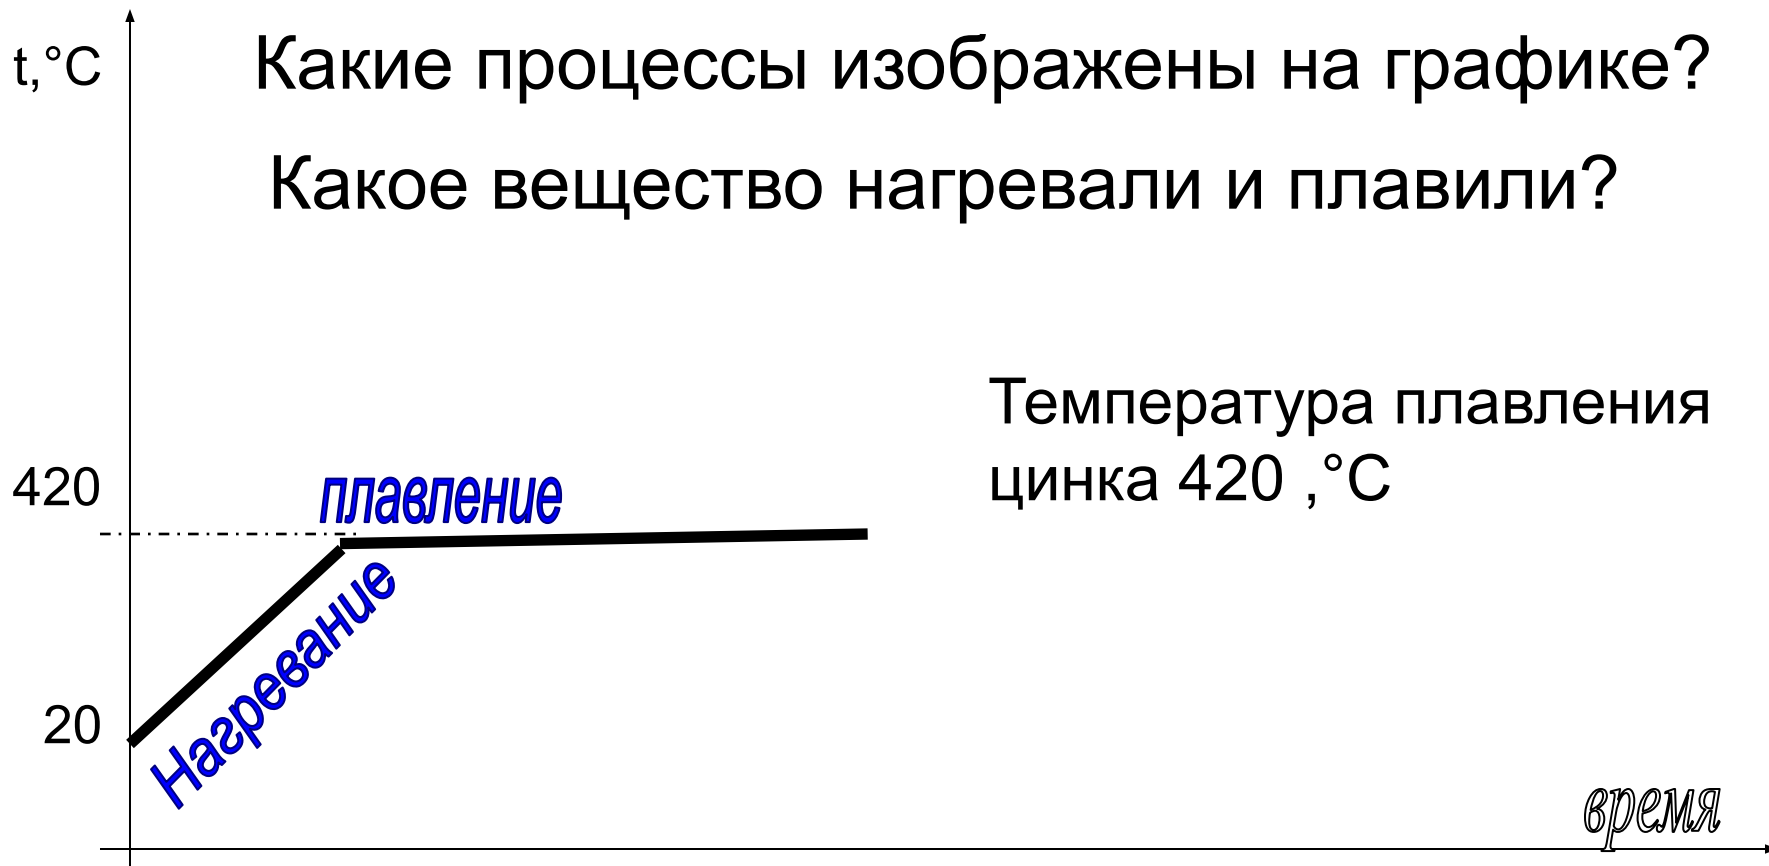 t,°C
Какие процессы изображены на графике?
Какое вещество нагревали и плавили?
Температура плавления
цинка 420 ,°C
420
плавление
Нагревание
20
время